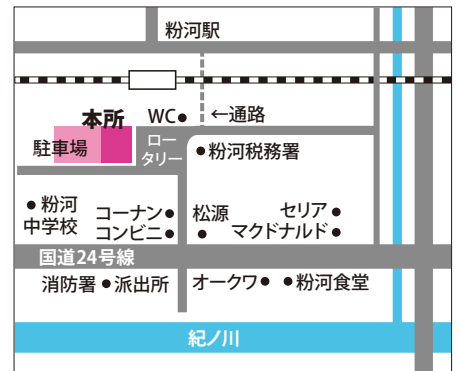 粉河駅
本所
WC
←通路
駐車場
ロー
タリー
粉河税務署
粉河
中学校
コーナン
コンビニ
松源
セリア
マクドナルド
国道24号線
消防署
派出所
オークワ
粉河食堂
紀ノ川